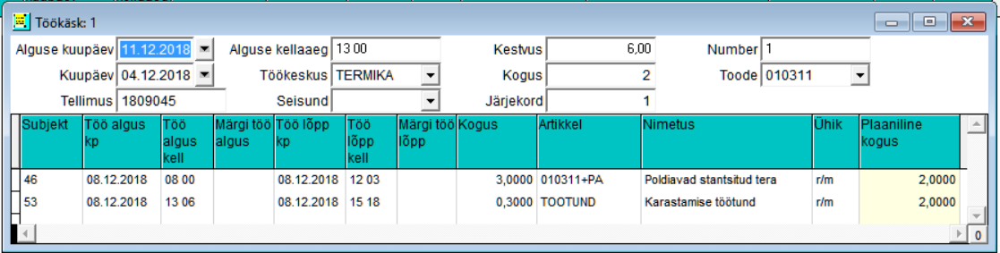 Töökäsk: 1
Alguse kuupäev 11.12.2018 Alguse kellaaeg 13 00 Kestvus 6,00 Number 1
Kuupäev 04.12.2018 Töökeskus TERMIKA Kogus 2 Toode 010311
Tellimus 1809045 Seisund Järjekord 1
Subjekt Töö algus kp Töö algus kell Märgi töö algus Töö lõpp kp Töö lõpp kell Märgi töö lõpp Kogus Artikkel Nimetus Ühik Plaaniline kogus
46 08.12.2018 08 00 08.12.2018 12 03 3,0000 010311+PA Poldiavad stantsitud tera r/m 2,0000
53 08.12.2018 13 06 08.12.2018 15 18 0,3000 TOOTUND Karastamise töötund r/m 2,0000
0